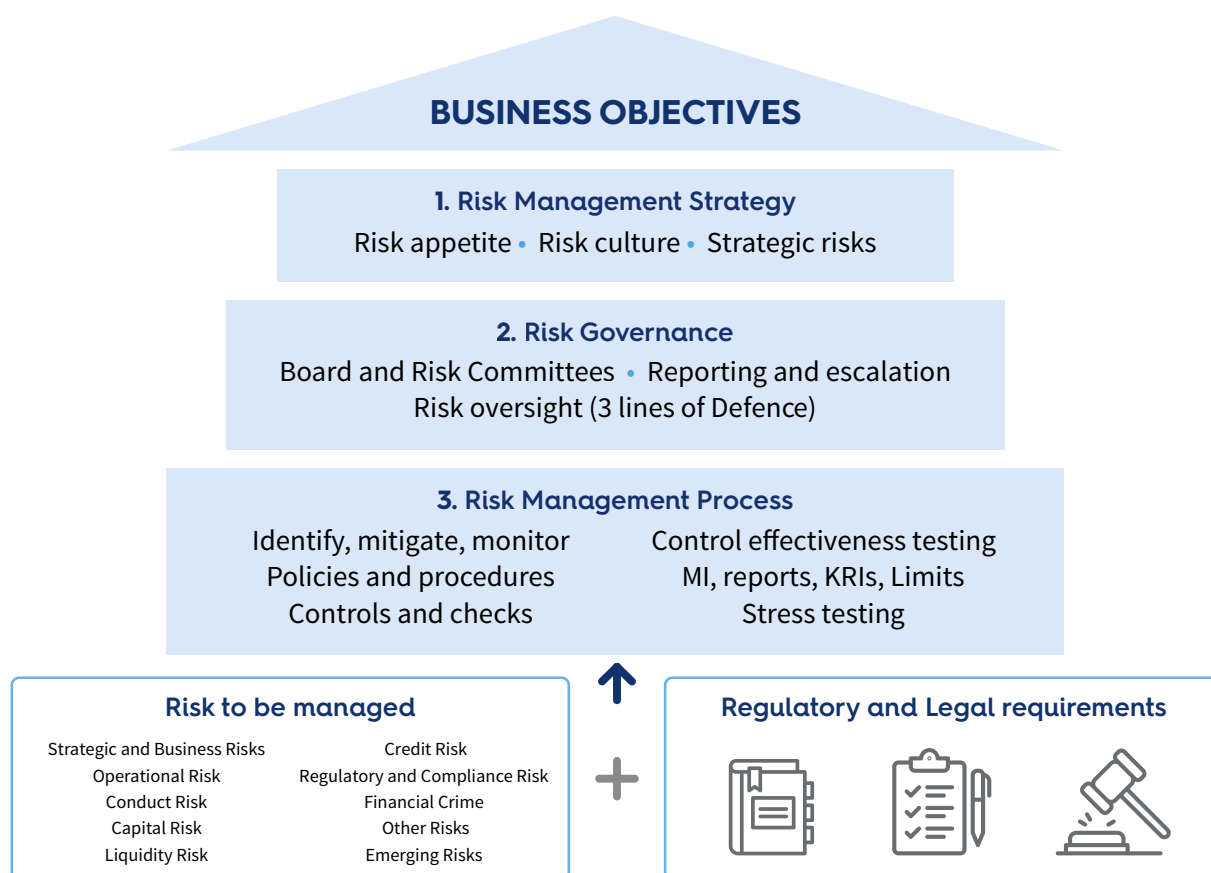 BUSINESS OBJECTIVES
1. Risk Management Strategy
Risk appetite • Risk culture • Strategic risks
2. Risk Governance
Board and Risk Committees • Reporting and escalation
Risk oversight (3 lines of Defence)
3. Risk Management Process
Identify, mitigate, monitor
Policies and procedures
Controls and checks
Control effectiveness testing
MI, reports, KRIs, Limits
Stress testing
Risk to be managed
Strategic and Business Risks
Operational Risk
Conduct Risk
Capital Risk
Liquidity Risk
Credit Risk
Regulatory and Compliance Risk
Financial Crime
Other Risks
Emerging Risks
Regulatory and Legal requirements